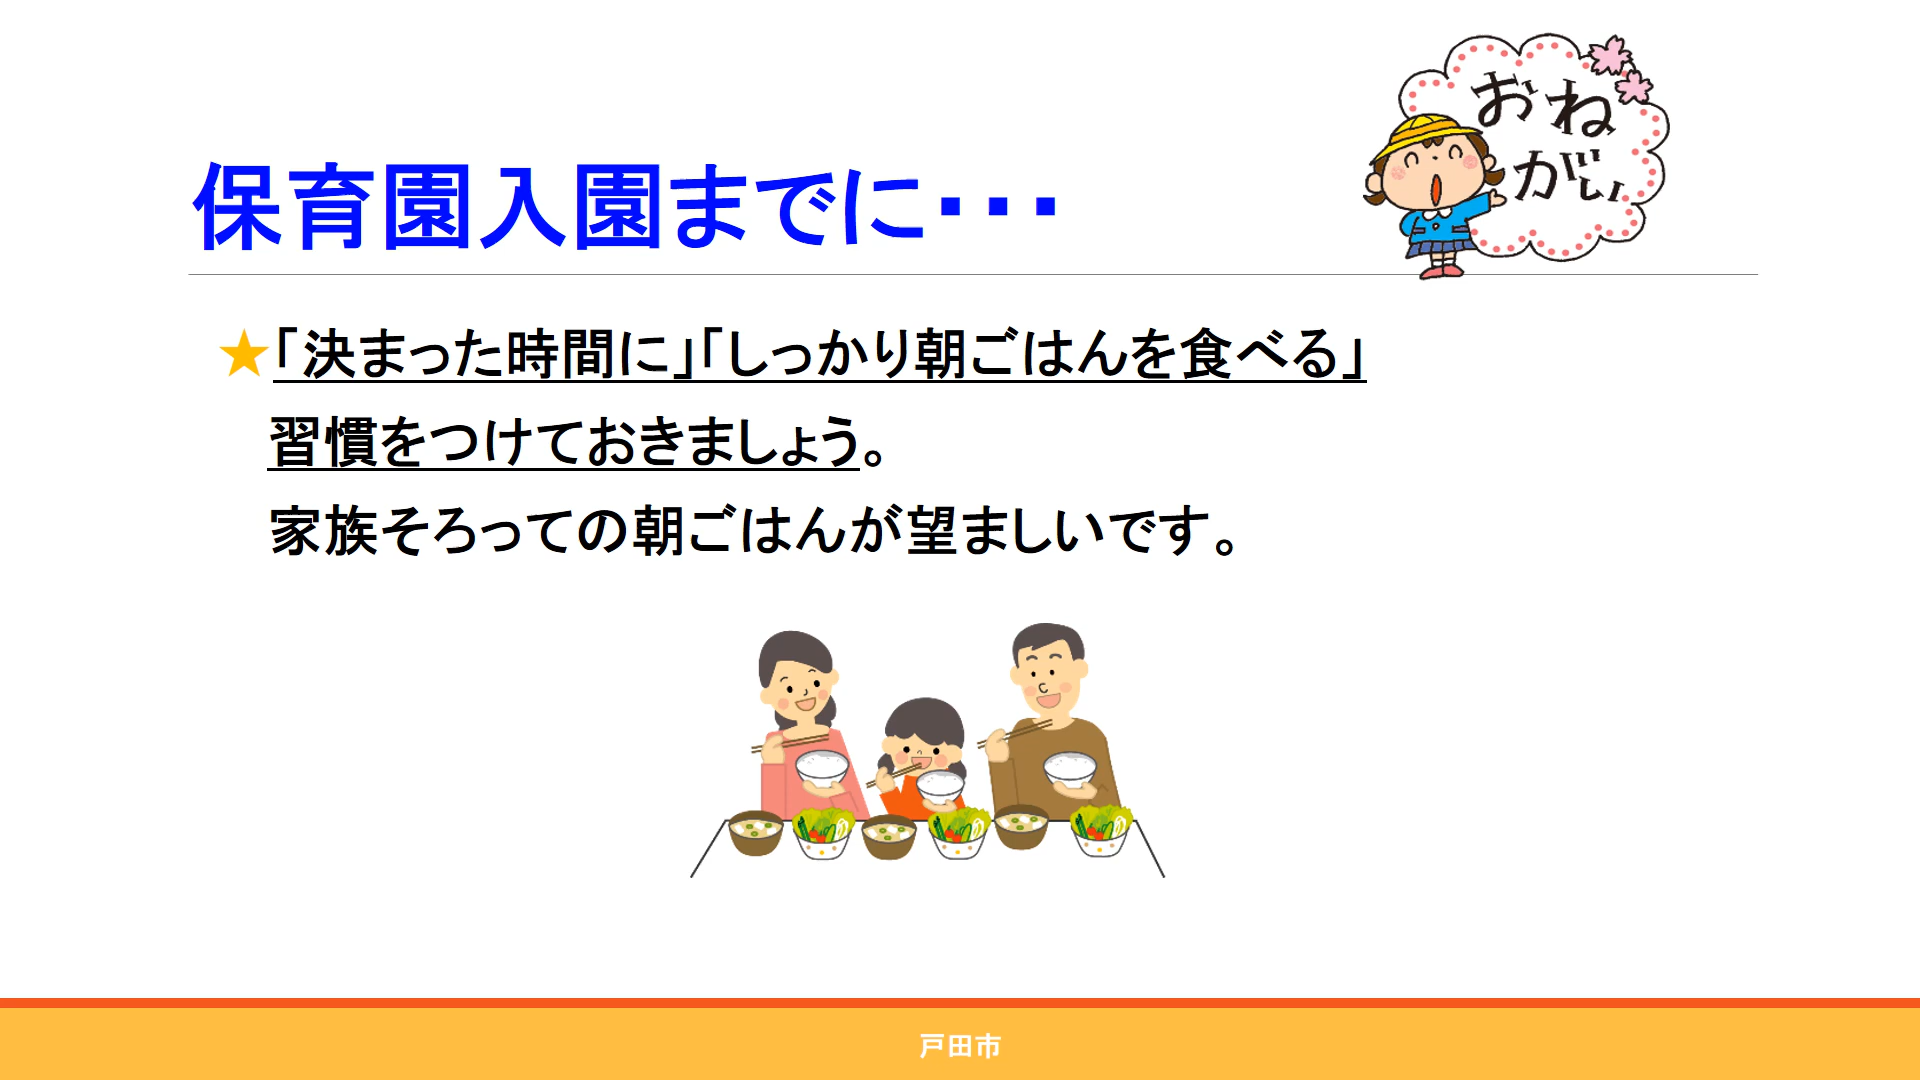 おね
がい
保育園入園までに・・・
★「決まった時間に」「しっかり朝ごはんを食べる」
習慣をつけておきましょう。
家族そろっての朝ごはんが望ましいです。
戸田市